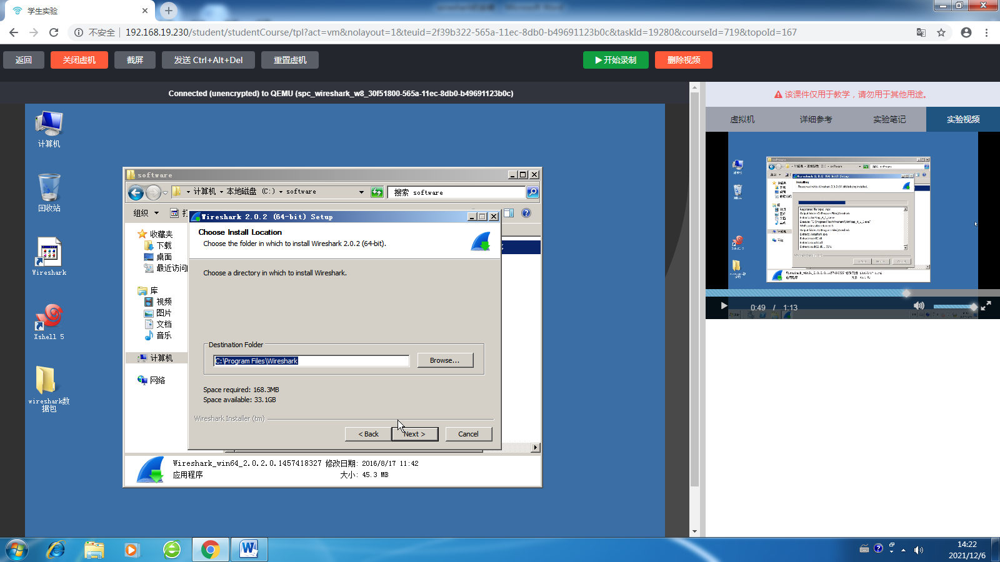 学生实验
不安全 192.168.19.230/student/studentCourse/tpl?act=vm&nolayout=1&teuid=2f39b322-565a-11ec-8db0-b49691123b0c&taskId=19280&courseId=719&topoId=167
返回 关闭虚机 截屏 发送 Ctrl+Alt+Del 重置虚机 开始录制 删除视频
Connected (unencrypted) to QEMU (spc_wireshark_w8_30f51800-565a-11ec-8db0-b49691123b0c)
该课件仅用于教学，请勿用于其他用途。
虚拟机 详细参考 实验笔记 实验视频
计算机
回收站
Wireshark
Xshell 5
wireshark数
据包
software
计算机 本地磁盘 (C:) software
搜索 software
组织
收藏夹
下载
桌面
最近访问
库
视频
图片
文档
音乐
计算机
网络
Wireshark 2.0.2 (64-bit) Setup
Choose Install Location
Choose the folder in which to install Wireshark 2.0.2 (64-bit).
Choose a directory in which to install Wireshark.
Destination Folder
C:\Program Files\Wireshark
Browse...
Space required: 168.3MB
Space available: 33.1GB
Wireshark Installer (tm)
< Back Next > Cancel
Wireshark_win64_2.0.2.0.1457418327 修改日期: 2016/8/17 11:42
应用程序 大小: 45.3 MB
0:49 / 1:13
14:22
2021/12/6